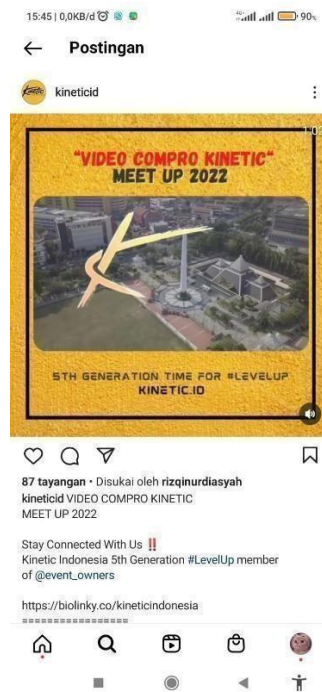 15:45 | 0,0KB/d
4G
90%
Postingan
Kinetic
kineticid
"VIDEO COMPRO KINETIC"
MEET UP 2022
5TH GENERATION TIME FOR #LEVELUP
KINETIC.ID
87 tayangan • Disukai oleh rizqinurdiasyah
kineticid VIDEO COMPRO KINETIC
MEET UP 2022
Stay Connected With Us ‼️
Kinetic Indonesia 5th Generation #LevelUp member
of @event_owners
https://biolinky.co/kineticindonesia
=================